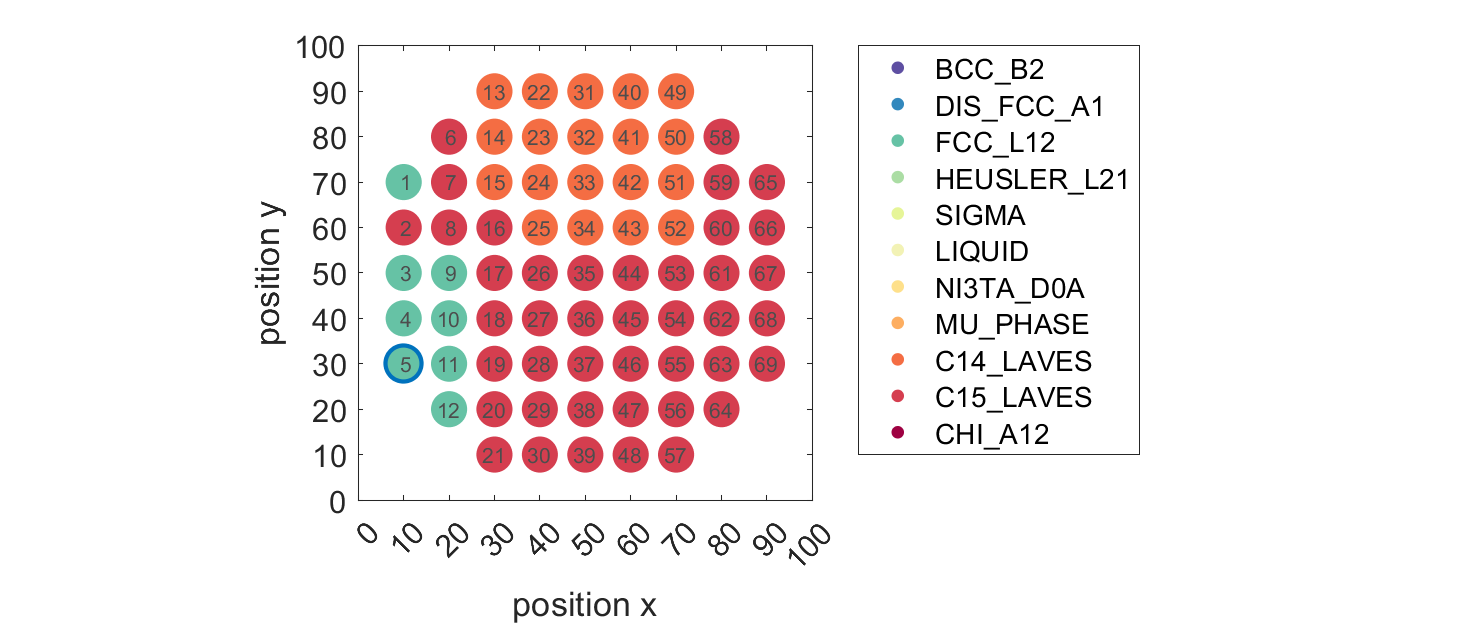 100
90
80
70
60
50
40
30
20
10
0
position y
13 22 31 40 49
6 14 23 32 41 50 58
1 7 15 24 33 42 51 59 65
2 8 16 25 34 43 52 60 66
3 9 17 26 35 44 53 61 67
4 10 18 27 36 45 54 62 68
5 11 19 28 37 46 55 63 69
12 20 29 38 47 56 64
21 30 39 48 57
0 10 20 30 40 50 60 70 80 90 100
position x
BCC_B2
DIS_FCC_A1
FCC_L12
HEUSLER_L21
SIGMA
LIQUID
NI3TA_D0A
MU_PHASE
C14_LAVES
C15_LAVES
CHI_A12